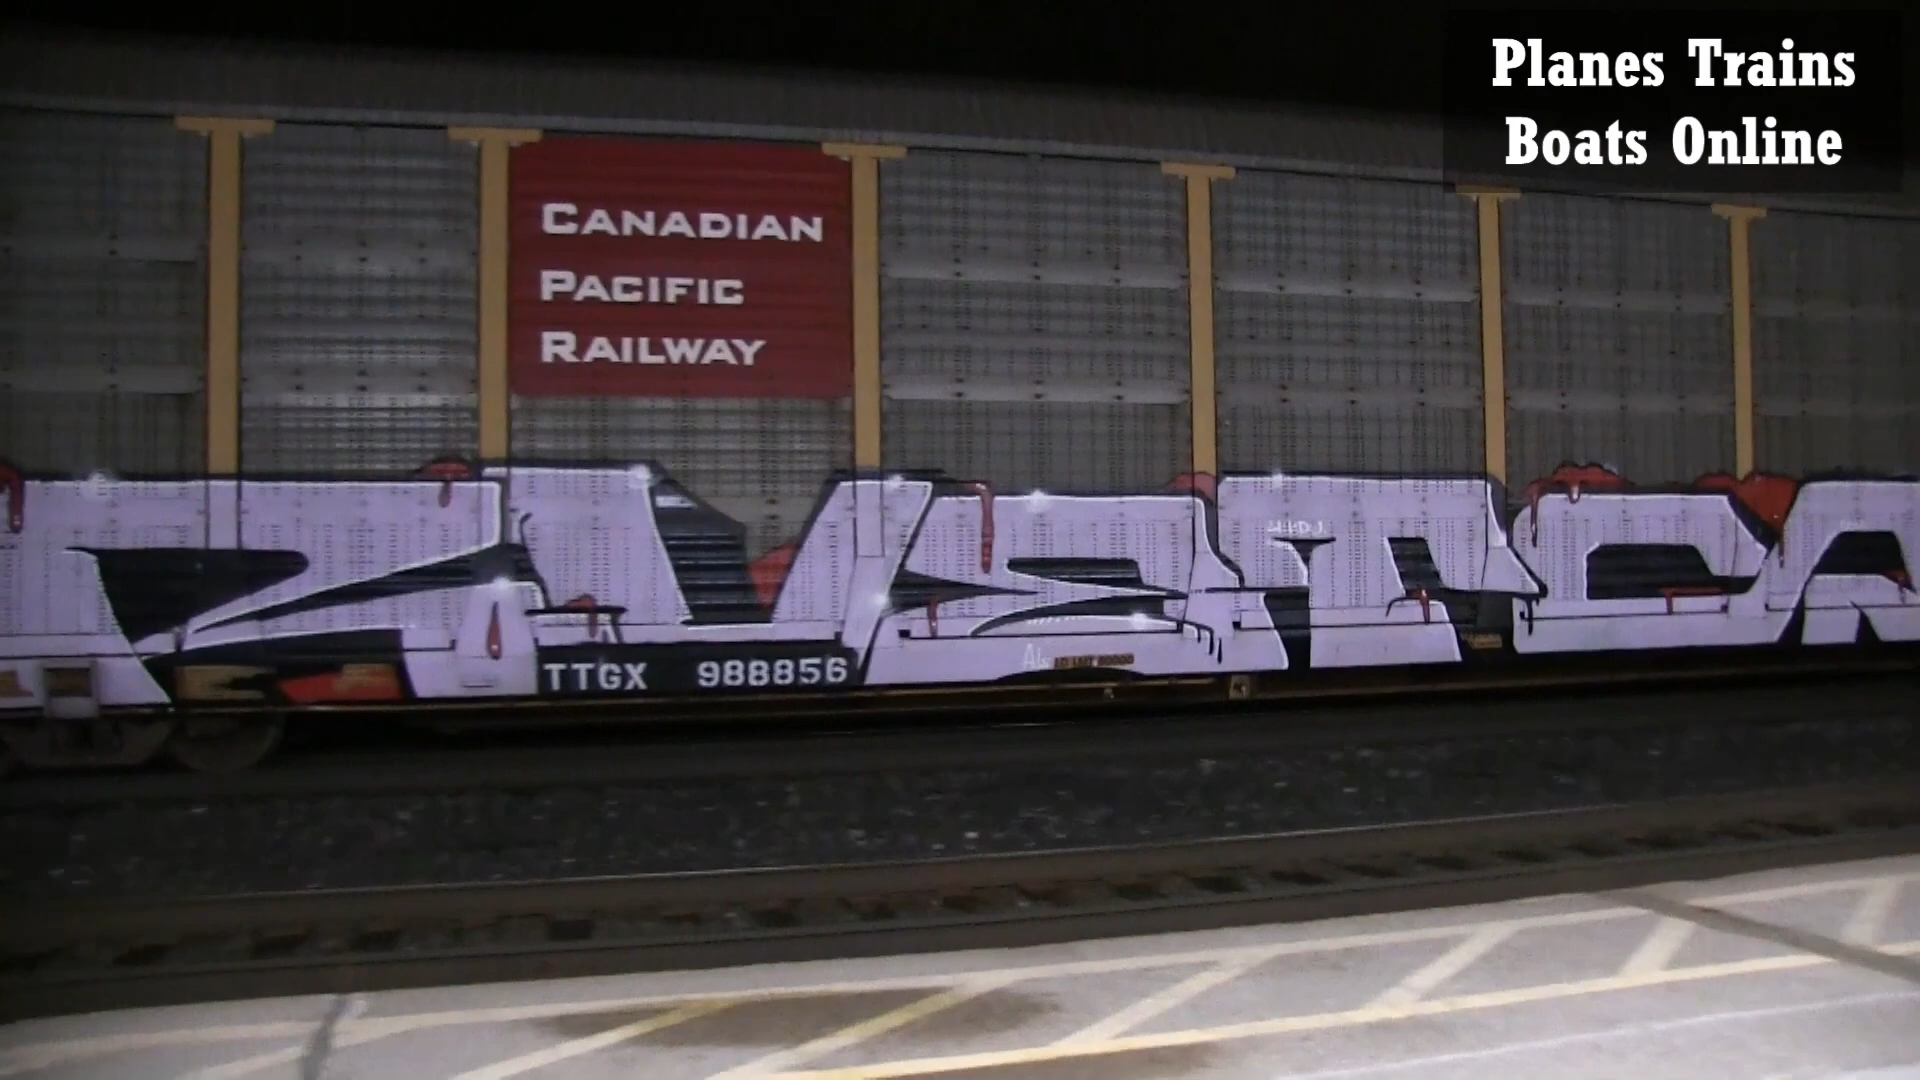 Planes Trains
Boats Online
CANADIAN
PACIFIC
RAILWAY
TTGX 988856